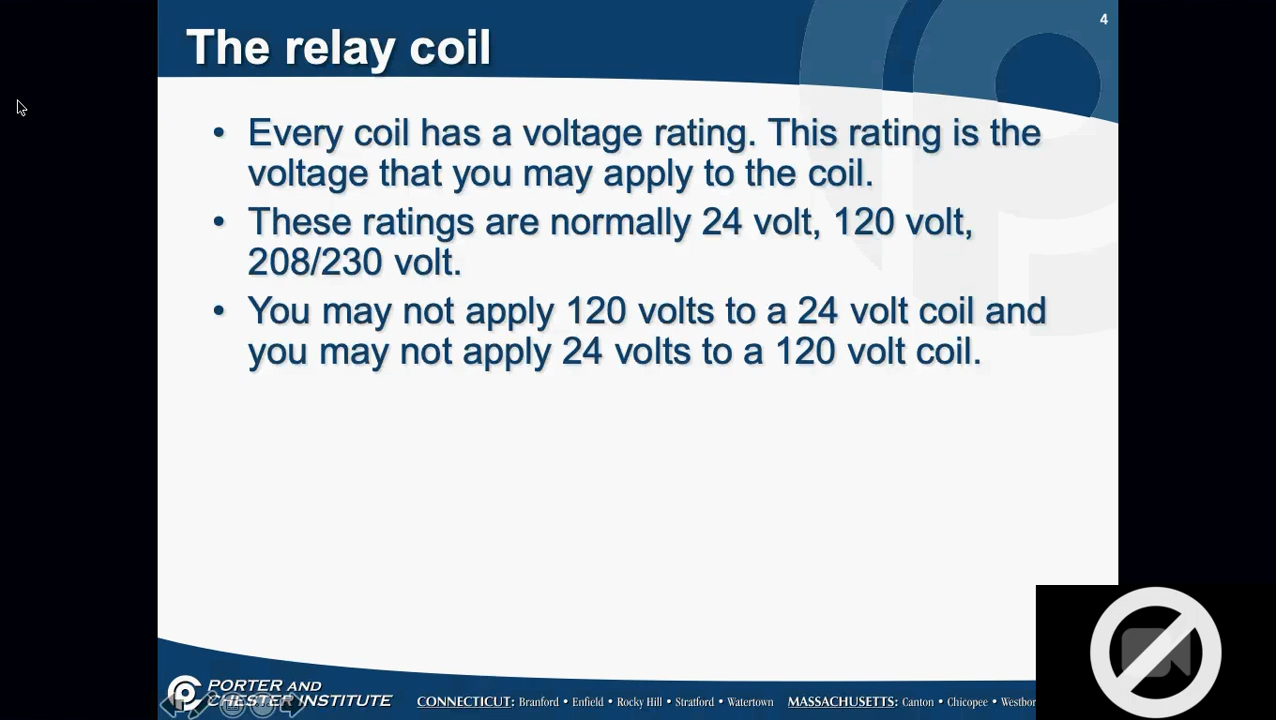 The relay coil
4
• Every coil has a voltage rating. This rating is the
voltage that you may apply to the coil.
• These ratings are normally 24 volt, 120 volt,
208/230 volt.
• You may not apply 120 volts to a 24 volt coil and
you may not apply 24 volts to a 120 volt coil.
PORTER AND
CHESTER INSTITUTE
CONNECTICUT: Branford • Enfield • Rocky Hill • Stratford • Watertown MASSACHUSETTS: Canton • Chicopee • Westbor